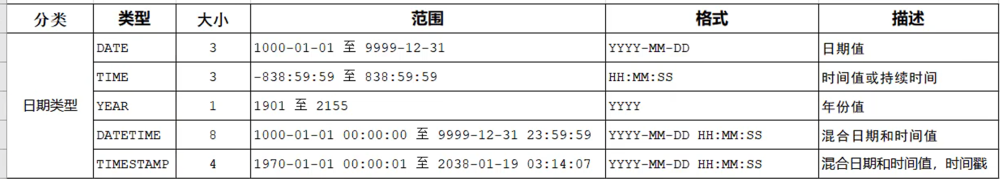 分类 类型 大小 范围 格式 描述
DATE 3 1000-01-01 至 9999-12-31 YYYY-MM-DD 日期值
TIME 3 -838:59:59 至 838:59:59 HH:MM:SS 时间值或持续时间
日期类型 YEAR 1 1901 至 2155 YYYY 年份值
DATETIME 8 1000-01-01 00:00:00 至 9999-12-31 23:59:59 YYYY-MM-DD HH:MM:SS 混合日期和时间值
TIMESTAMP 4 1970-01-01 00:00:01 至 2038-01-19 03:14:07 YYYY-MM-DD HH:MM:SS 混合日期和时间值，时间戳